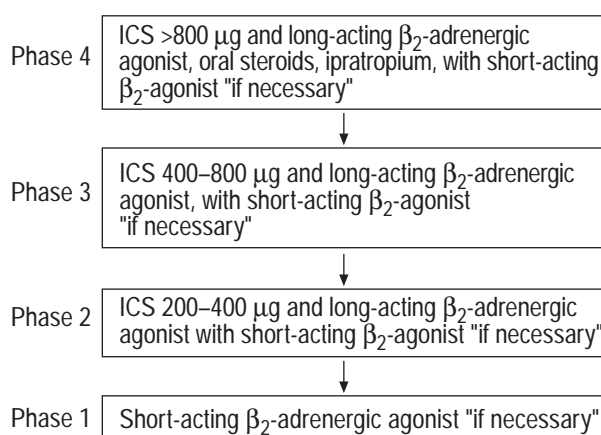 Phase 4
ICS >800 μg and long-acting β2-adrenergic
agonist, oral steroids, ipratropium, with short-acting
β2-agonist "if necessary"
Phase 3
ICS 400–800 μg and long-acting β2-adrenergic
agonist, with short-acting β2-agonist
"if necessary"
Phase 2
ICS 200–400 μg and long-acting β2-adrenergic
agonist with short-acting β2-agonist "if necessary"
Phase 1
Short-acting β2-adrenergic agonist "if necessary"